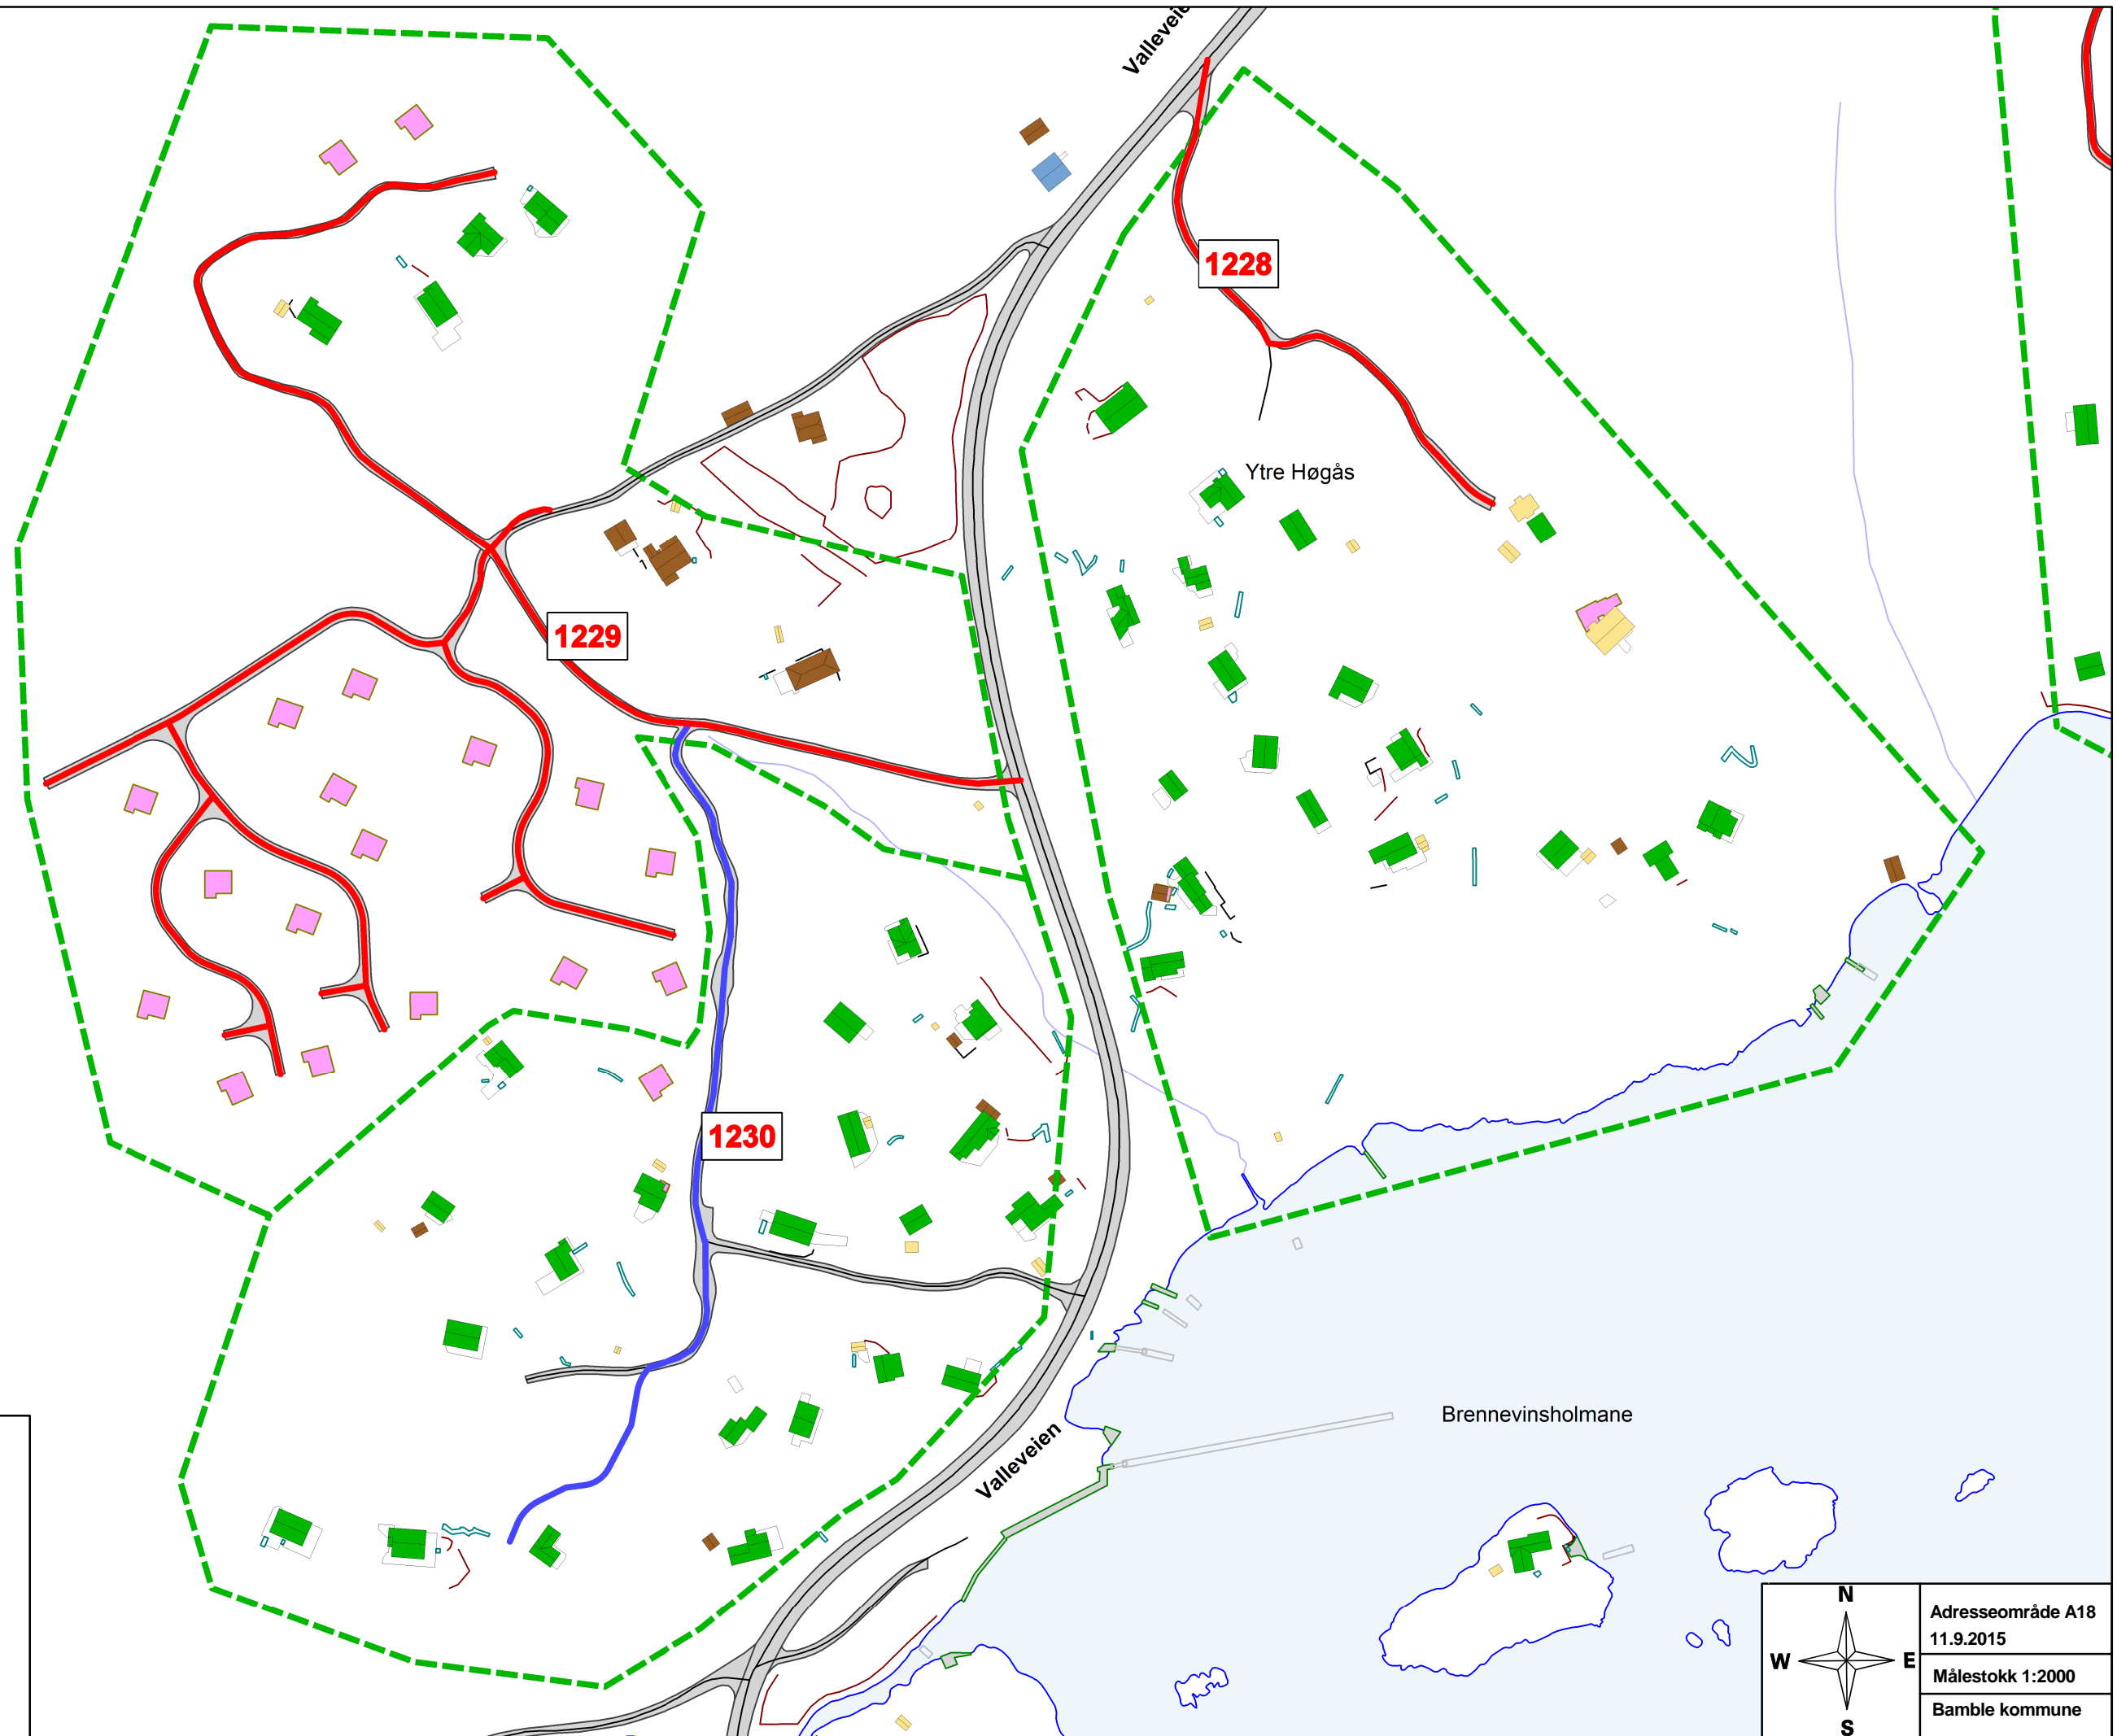 Valleveie
1228
Ytre Høgås
1229
1230
Valleveien
Brennevinsholmane
N
W
E
S
Adresseområde A18
11.9.2015
Målestokk 1:2000
Bamble kommune